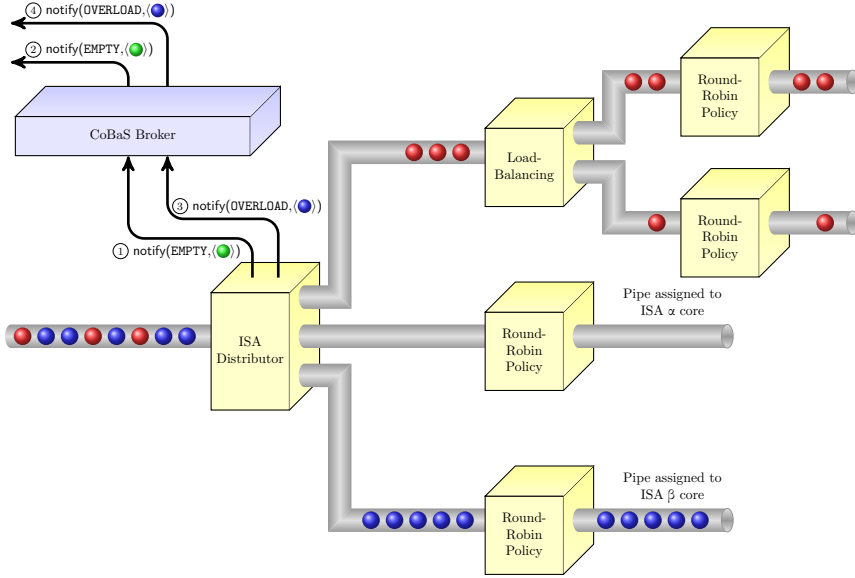 ④ notify(OVERLOAD,⟨ ⟩)
② notify(EMPTY,⟨ ⟩)
CoBaS Broker
③ notify(OVERLOAD,⟨ ⟩)
① notify(EMPTY,⟨ ⟩)
ISA
Distributor
Load-
Balancing
Round-
Robin
Policy
Round-
Robin
Policy
Pipe assigned to
ISA α core
Round-
Robin
Policy
Pipe assigned to
ISA β core
Round-
Robin
Policy